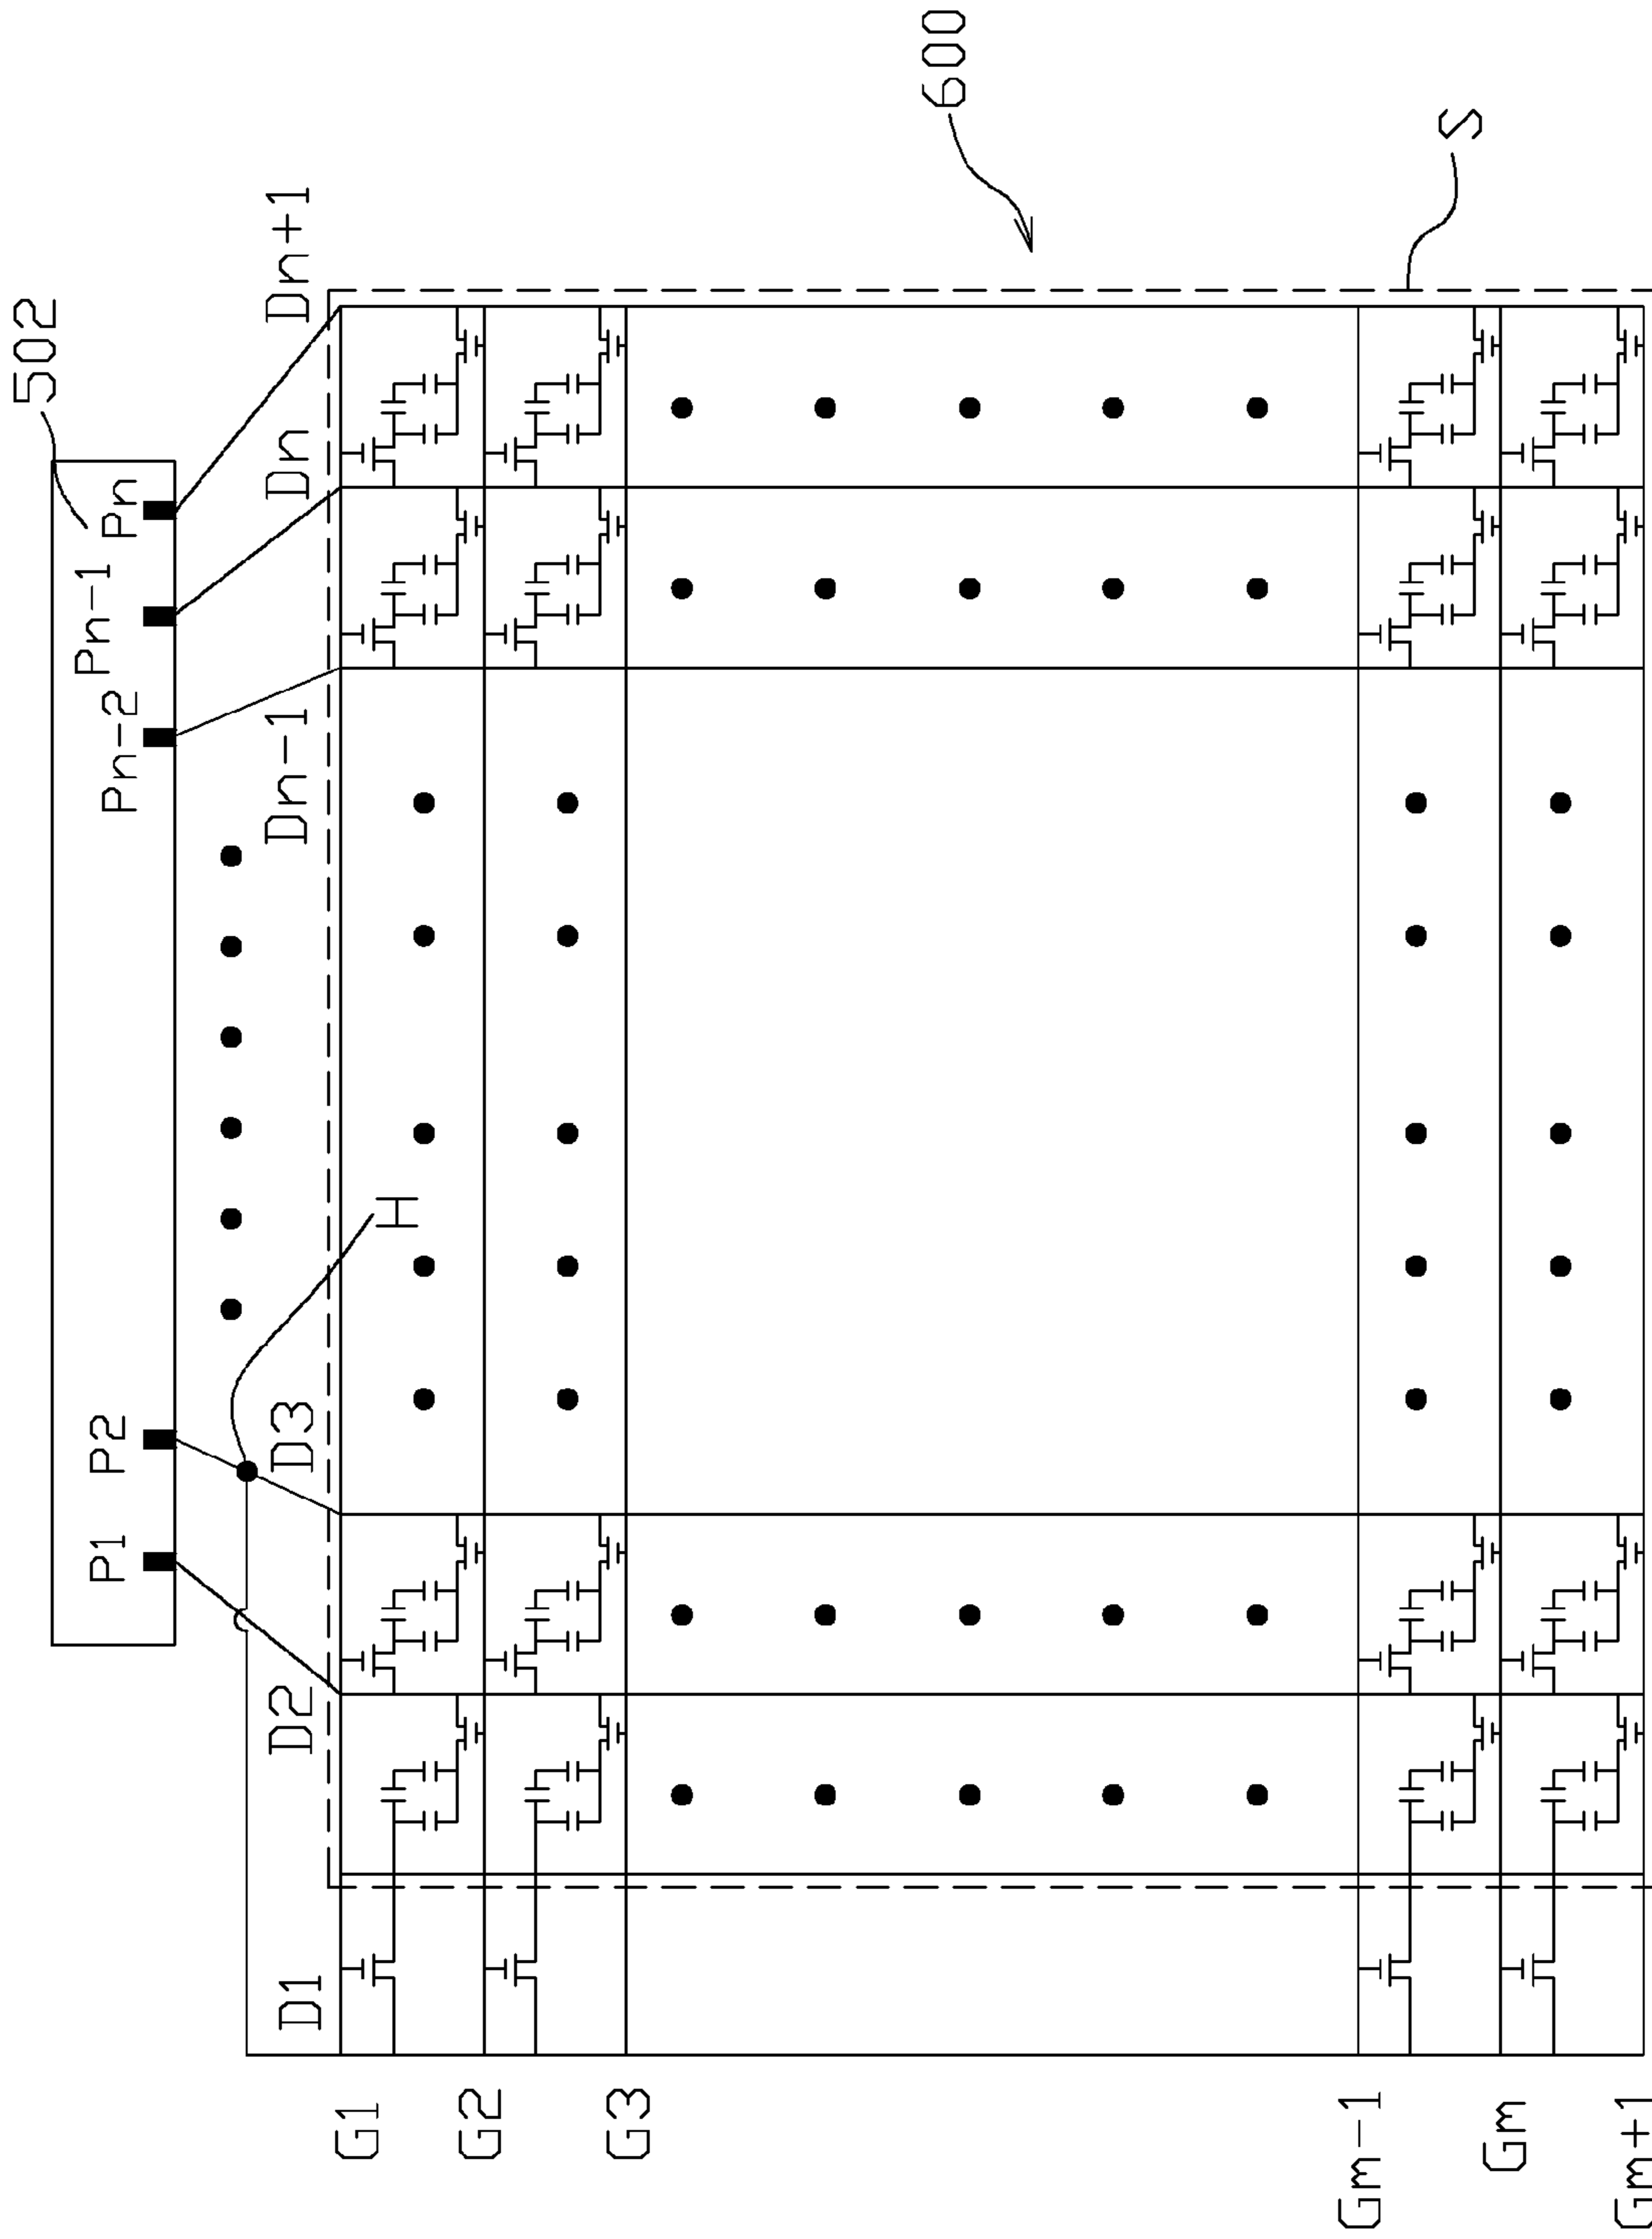 502
P1
P2
Pn-2
Pn-1
Pn
D1
D2
D3
Dn-1
Dn
Dn+1
H
600
S
G1
G2
G3
Gm-1
Gm
Gm+1